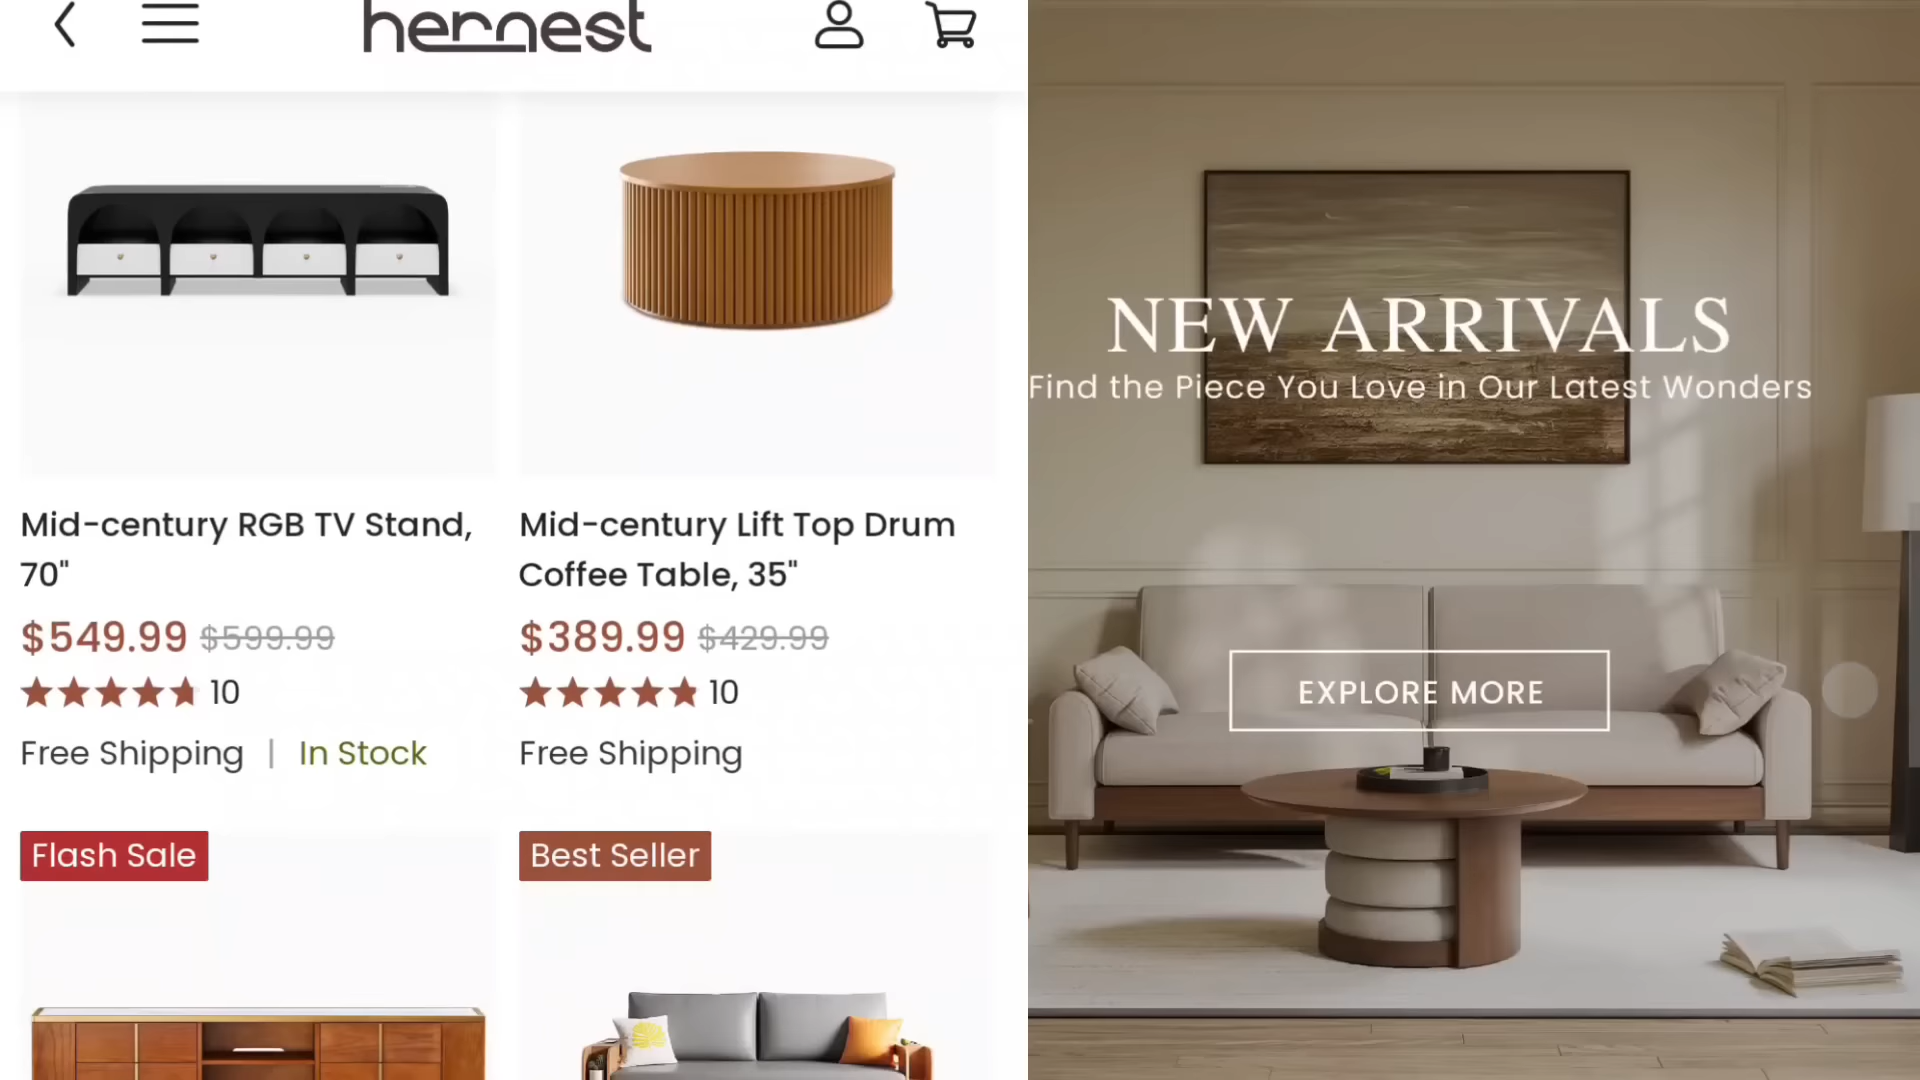 hernest
Mid-century RGB TV Stand,
70"
$549.99 $599.99
10
Free Shipping | In Stock
Mid-century Lift Top Drum
Coffee Table, 35"
$389.99 $429.99
10
Free Shipping
Flash Sale
Best Seller
NEW ARRIVALS
Find the Piece You Love in Our Latest Wonders
EXPLORE MORE